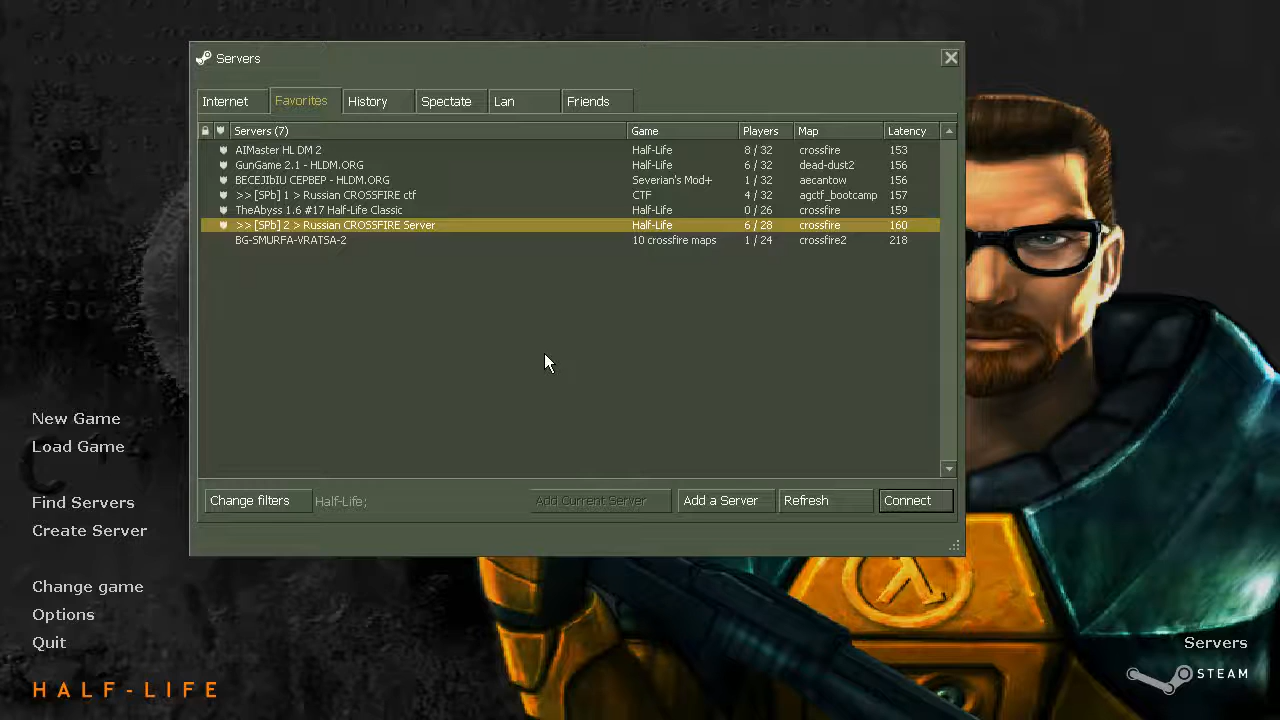 Servers
Internet Favorites History Spectate Lan Friends
Servers (7) Game Players Map Latency
AIMaster HL DM 2 Half-Life 8 / 32 crossfire 153
GunGame 2.1 - HLDM.ORG Half-Life 6 / 32 dead-dust2 156
BECEJIbIU CEPBEP - HLDM.ORG Severian's Mod+ 1 / 32 aecantow 156
>> [SPb] 1 > Russian CROSSFIRE ctf CTF 4 / 32 agctf_bootcamp 157
TheAbyss 1.6 #17 Half-Life Classic Half-Life 0 / 26 crossfire 159
>> [SPb] 2 > Russian CROSSFIRE Server Half-Life 6 / 28 crossfire 160
BG-SMURFA-VRATSA-2 10 crossfire maps 1 / 24 crossfire2 218
Change filters Half-Life; Add Current Server Add a Server Refresh Connect
New Game
Load Game
Find Servers
Create Server
Change game
Options
Quit
HALF-LIFE
Servers
STEAM